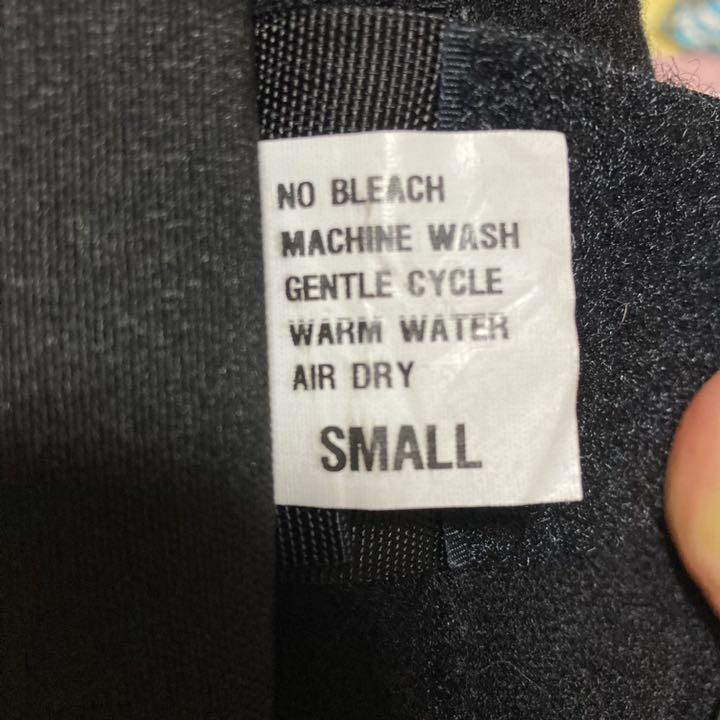 NO BLEACH
MACHINE WASH
GENTLE CYCLE
WARM WATER
AIR DRY
SMALL